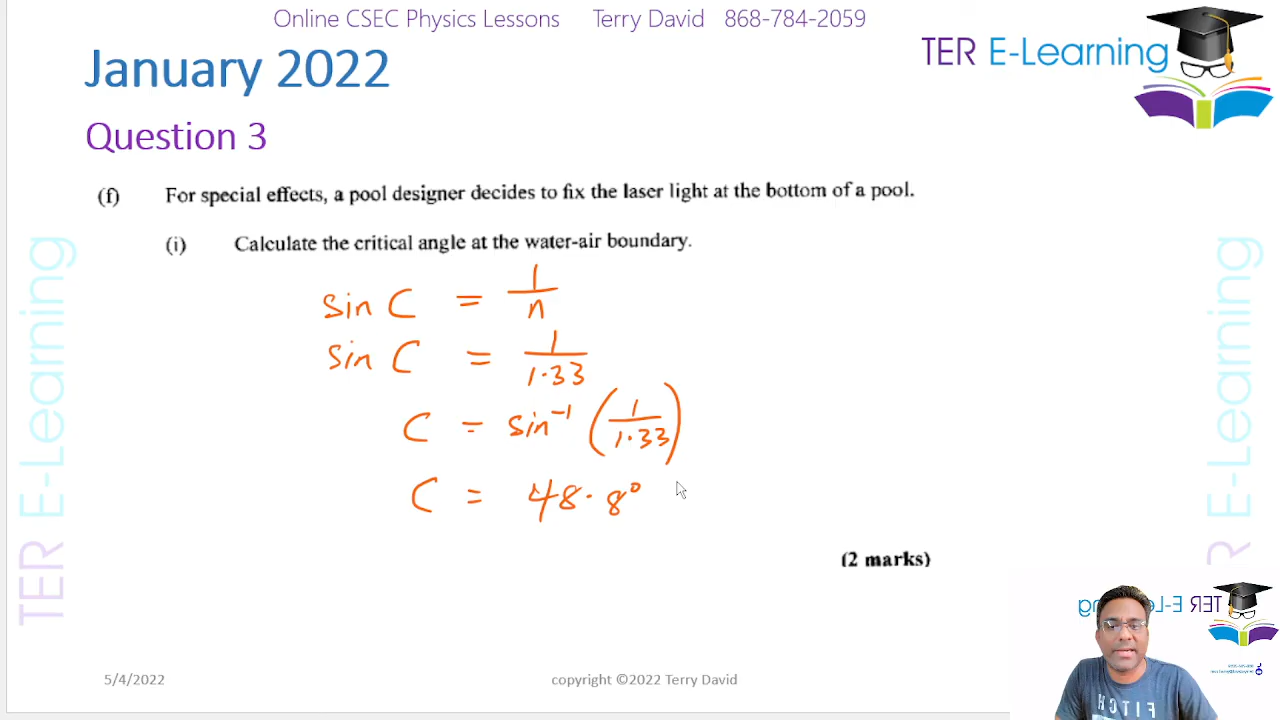 Online CSEC Physics Lessons Terry David 868-784-2059
TER E-Learning
January 2022
Question 3
(f) For special effects, a pool designer decides to fix the laser light at the bottom of a pool.
(i) Calculate the critical angle at the water-air boundary.
sin C = 1/n
sin C = 1/1.33
C = sin⁻¹ (1/1.33)
C = 48.8°
(2 marks)
TER E-Learning
TER E-Learning
TER E-Le
FITCH
5/4/2022
copyright ©2022 Terry David